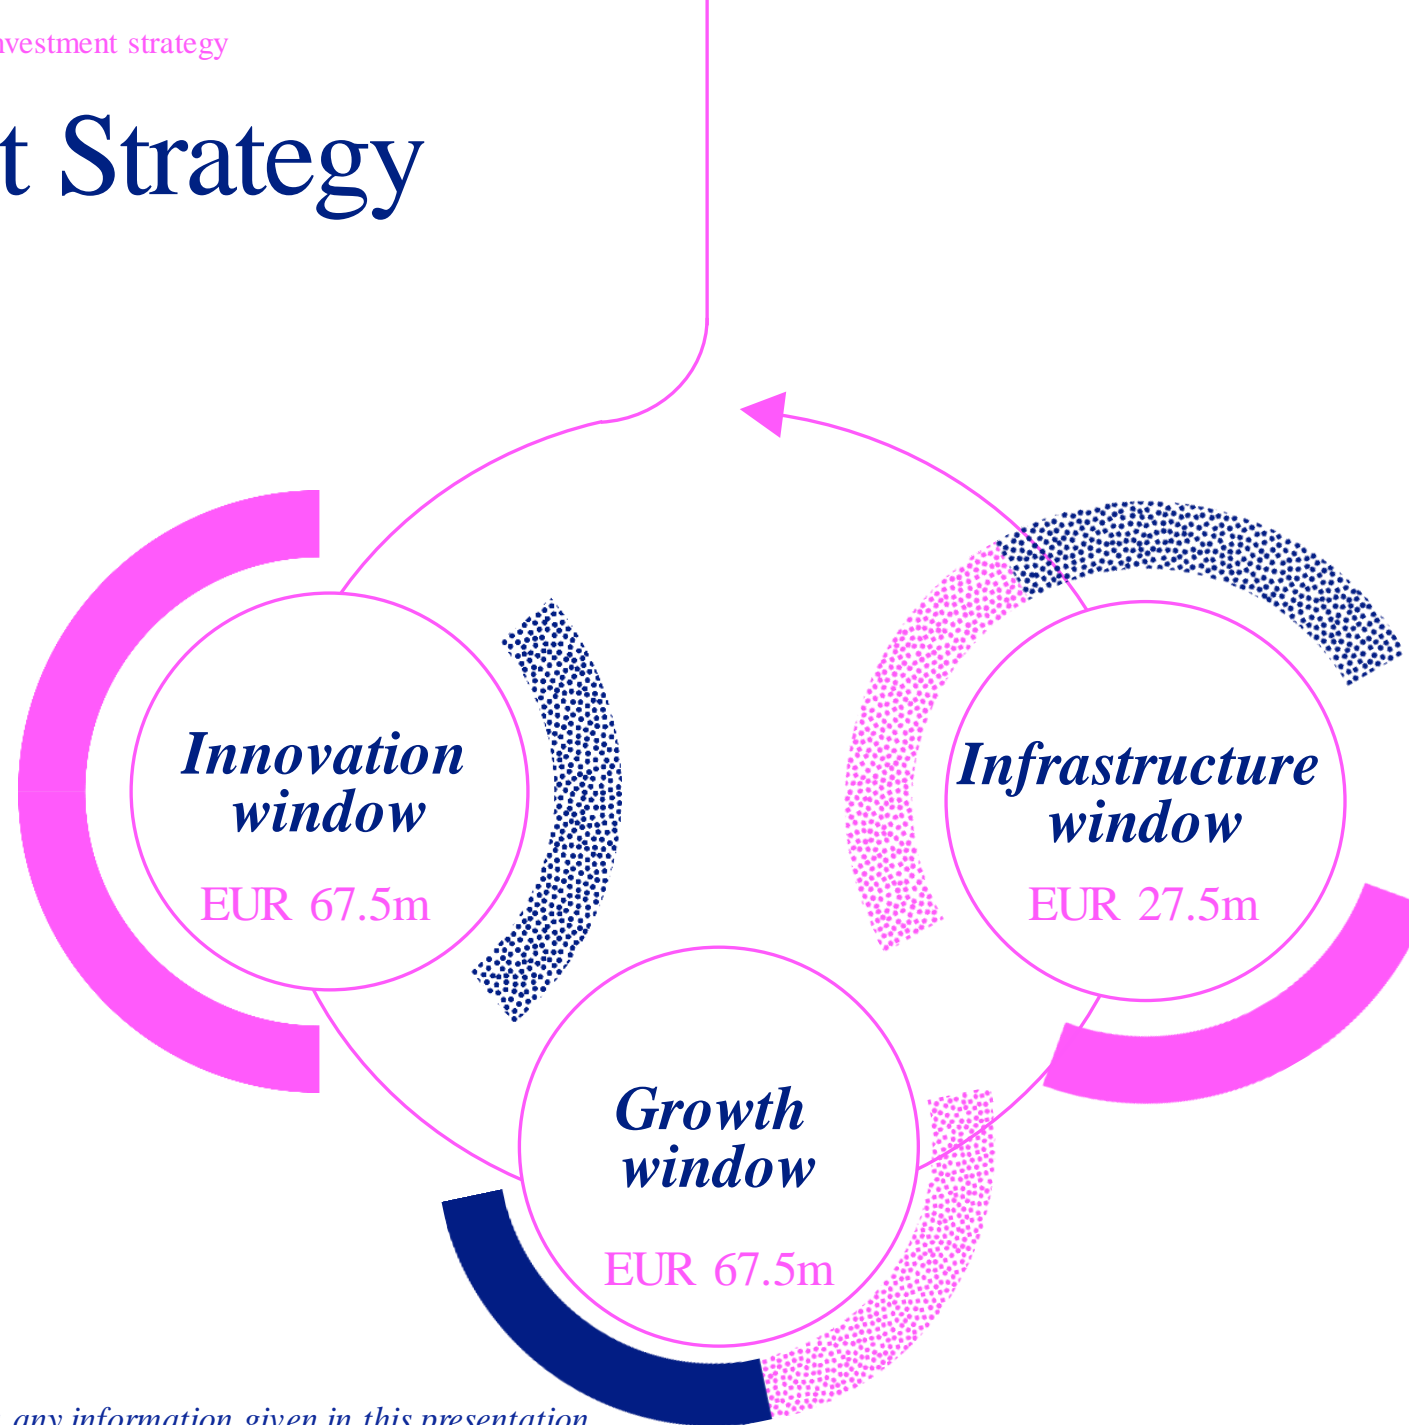 nvestment strategy
t Strategy
Innovation
window
EUR 67.5m
Infrastructure
window
EUR 27.5m
Growth
window
EUR 67.5m
any information given in this presentation